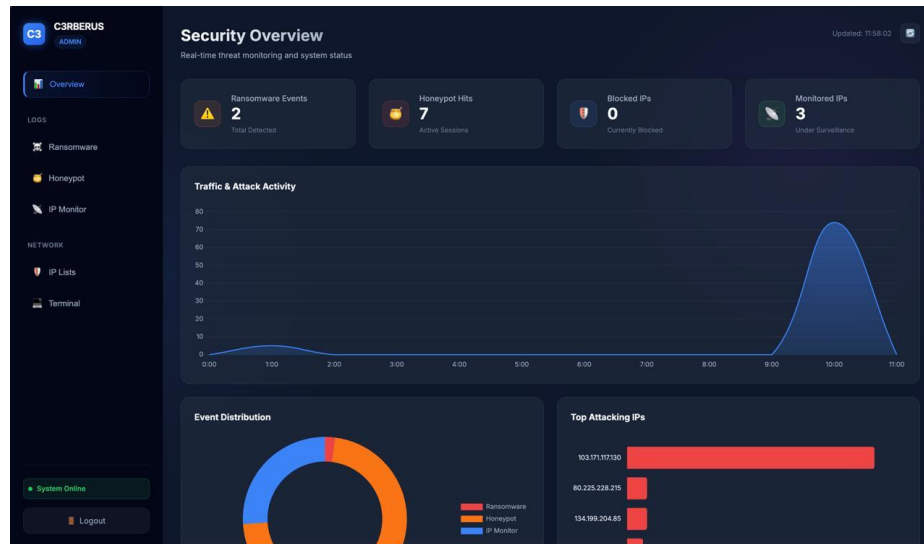 C3
C3RBERUS
ADMIN
Overview
LOGS
Ransomware
Honeypot
IP Monitor
NETWORK
IP Lists
Terminal
System Online
Logout
Security Overview
Real-time threat monitoring and system status
Updated: 11:58:02
Ransomware Events
2
Total Detected
Honeypot Hits
7
Active Sessions
Blocked IPs
0
Currently Blocked
Monitored IPs
3
Under Surveillance
Traffic & Attack Activity
80
70
60
50
40
30
20
10
0
0:00 1:00 2:00 3:00 4:00 5:00 6:00 7:00 8:00 9:00 10:00 11:00
Event Distribution
Ransomware
Honeypot
IP Monitor
Top Attacking IPs
103.171.117.130
80.225.228.215
134.199.204.85